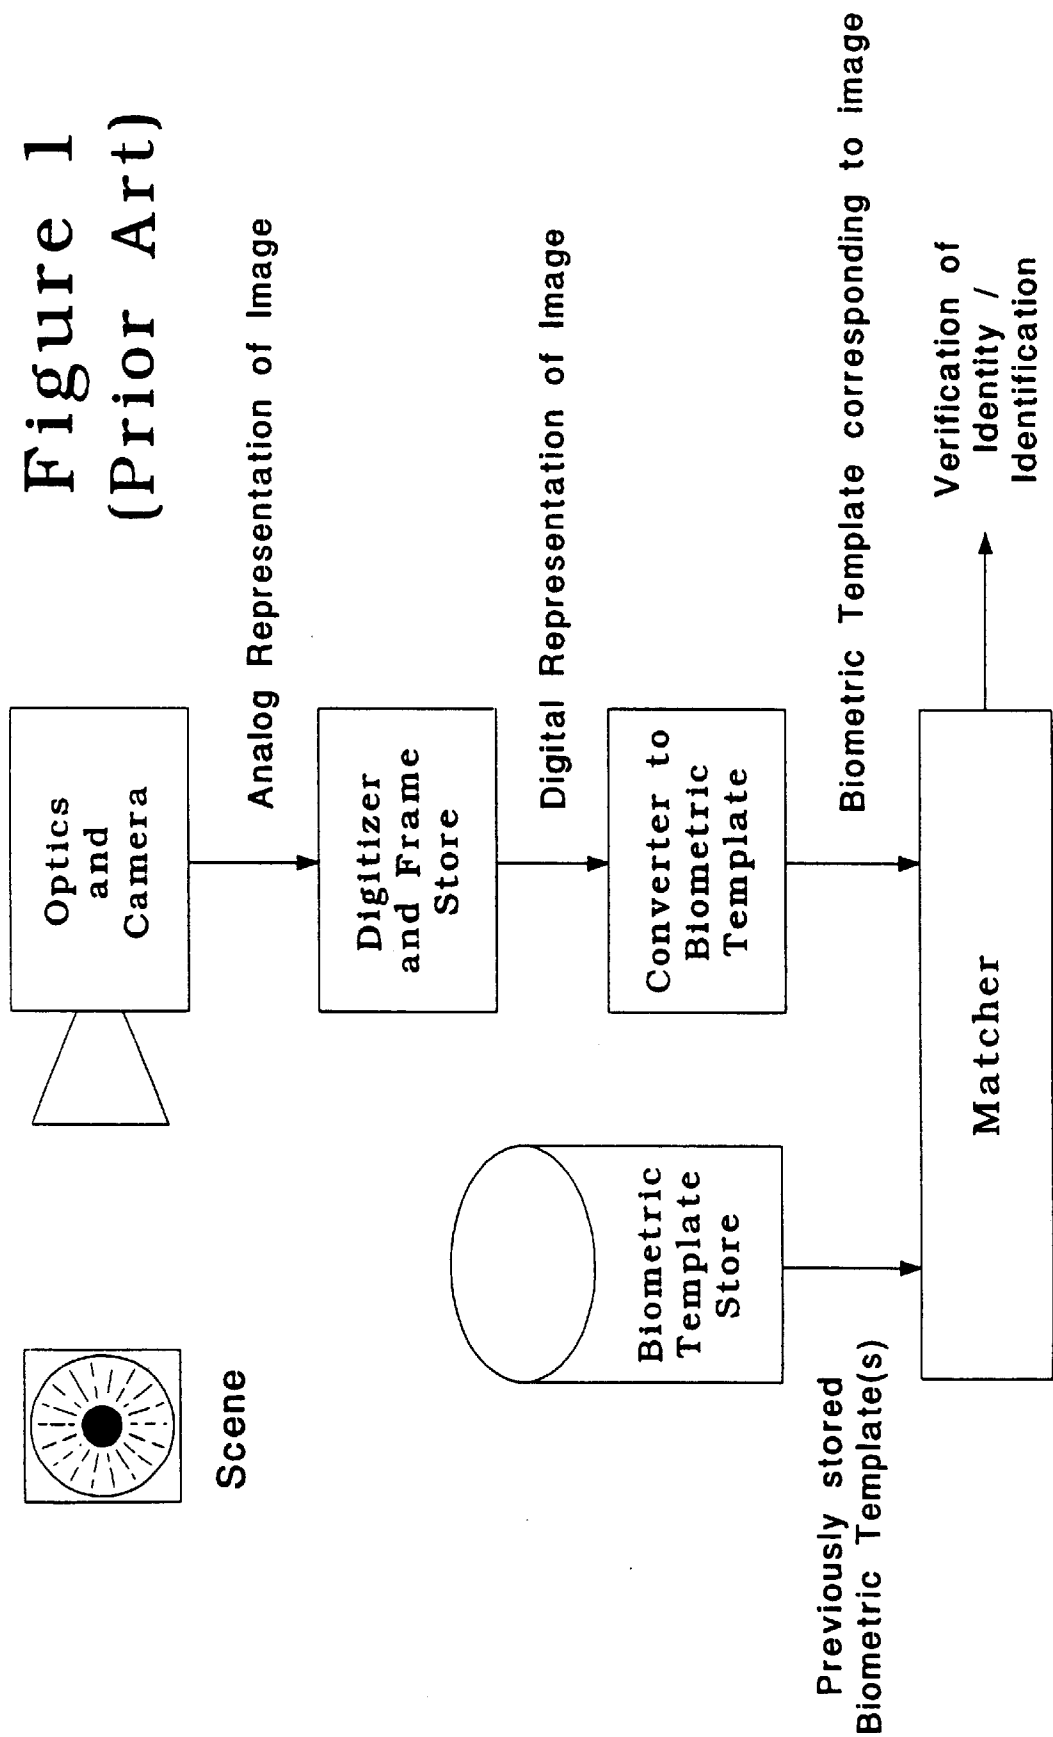 Figure 1
(Prior Art)
Scene
Optics
and
Camera
Analog Representation of Image
Digitizer
and Frame
Store
Digital Representation of Image
Biometric
Template
Store
Converter to
Biometric
Template
Previously stored
Biometric Template(s)
Biometric Template corresponding to image
Matcher
Verification of
Identity /
Identification